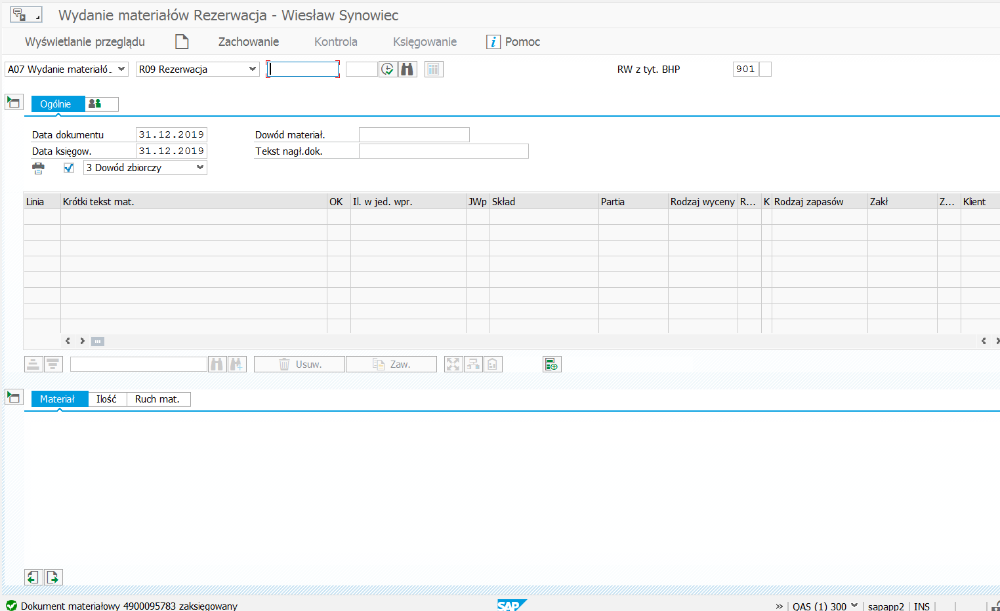 Wydanie materiałów Rezerwacja - Wiesław Synowiec
Wyświetlanie przeglądu Zachowanie Kontrola Księgowanie i Pomoc
A07 Wydanie materiałó… R09 Rezerwacja RW z tyt. BHP 901
Ogólnie
Data dokumentu 31.12.2019 Dowód materiał.
Data księgow. 31.12.2019 Tekst nagł.dok.
3 Dowód zbiorczy
Linia Krótki tekst mat. OK Il. w jed. wpr. JWp Skład Partia Rodzaj wyceny R... K Rodzaj zapasów Zakł Z... Klient
Usuw. Zaw.
Materiał Ilość Ruch mat.
Dokument materiałowy 4900095783 zaksięgowany SAP » QAS (1) 300 sapapp2 INS